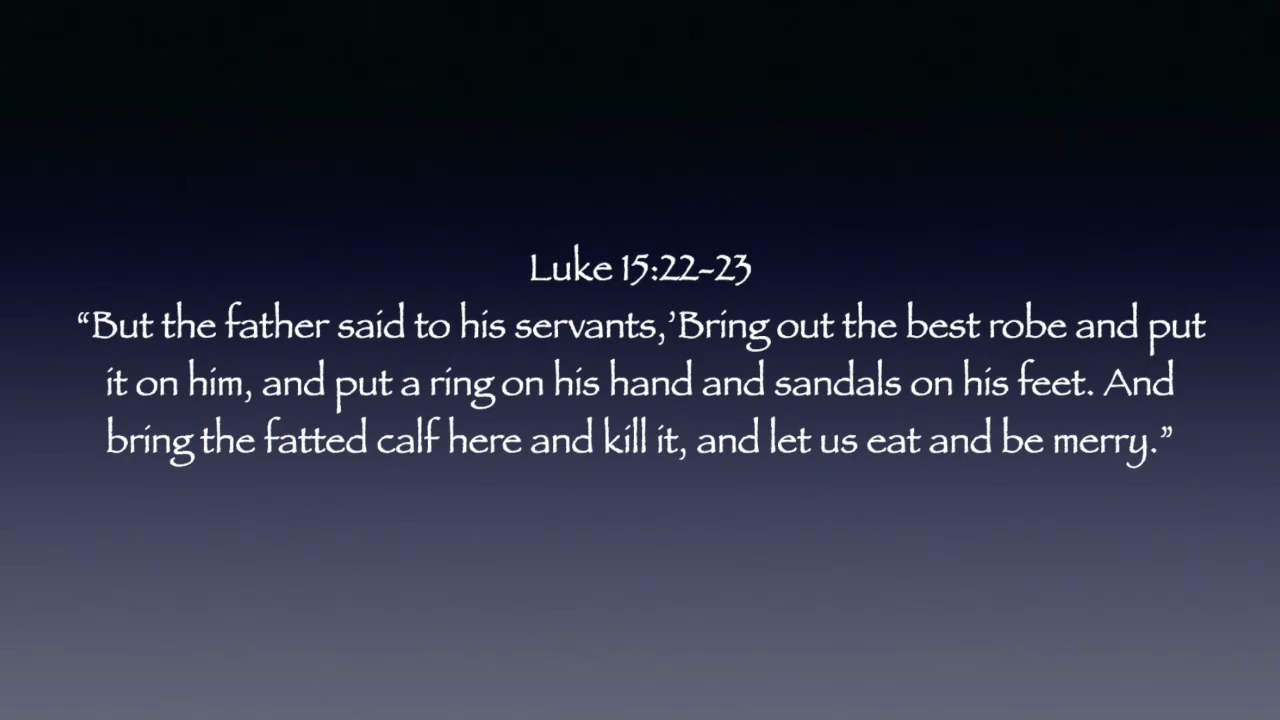 Luke 15:22-23
“But the father said to his servants,’Bring out the best robe and put
it on him, and put a ring on his hand and sandals on his feet. And
bring the fatted calf here and kill it, and let us eat and be merry.”